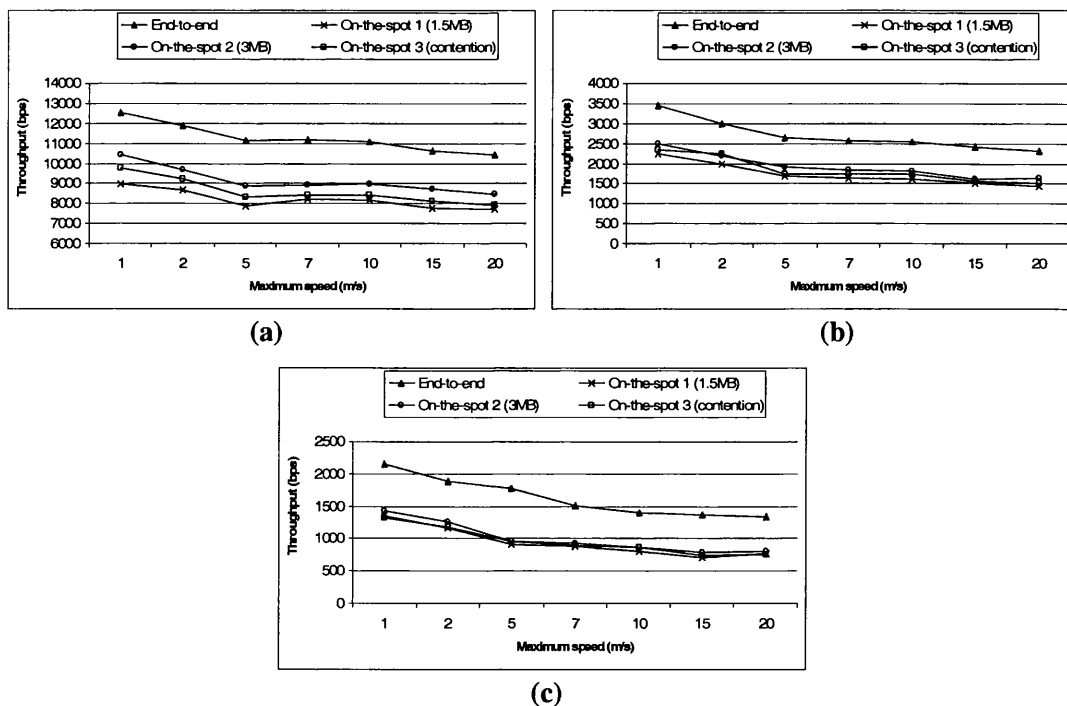 End-to-end
On-the-spot 1 (1.5MB)
On-the-spot 2 (3MB)
On-the-spot 3 (contention)
Throughput (bps)
14000
13000
12000
11000
10000
9000
8000
7000
6000
1 2 5 7 10 15 20
Maximum speed (m/s)
(a)
End-to-end
On-the-spot 1 (1.5MB)
On-the-spot 2 (3MB)
On-the-spot 3 (contention)
Throughput (bps)
4000
3500
3000
2500
2000
1500
1000
500
0
1 2 5 7 10 15 20
Maximum speed (m/s)
(b)
End-to-end
On-the-spot 1 (1.5MB)
On-the-spot 2 (3MB)
On-the-spot 3 (contention)
Throughput (bps)
2500
2000
1500
1000
500
0
1 2 5 7 10 15 20
Maximum speed (m/s)
(c)